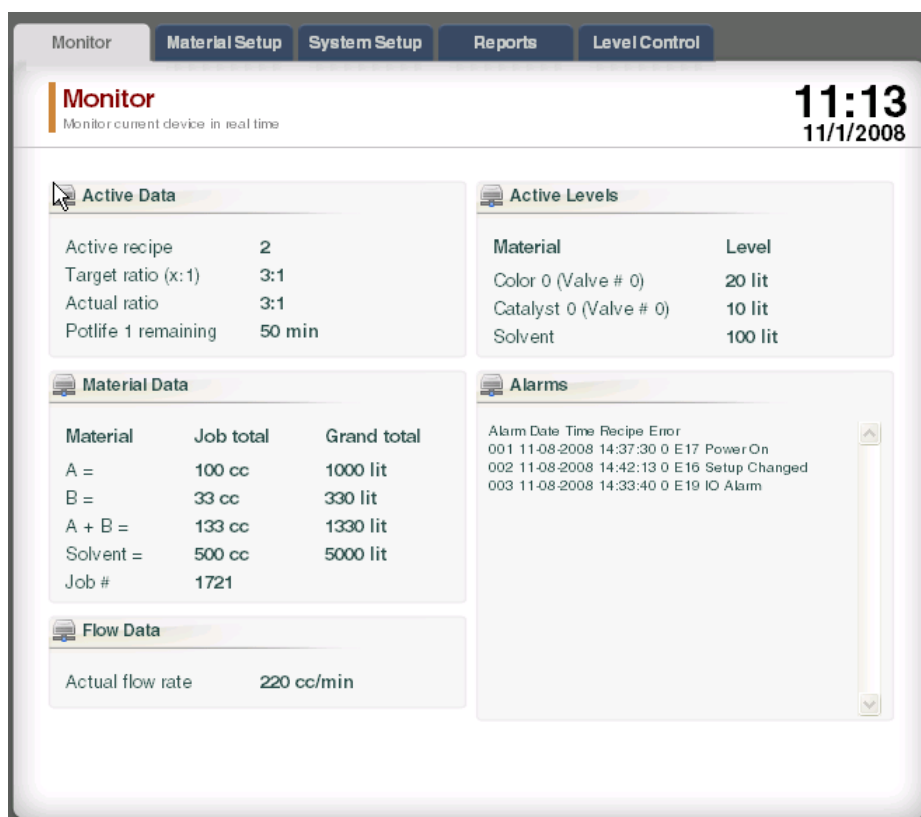 Monitor Material Setup System Setup Reports Level Control
Monitor
Monitor current device in real time
11:13
11/1/2008
Active Data
Active recipe 2
Target ratio (x:1) 3:1
Actual ratio 3:1
Potlife 1 remaining 50 min
Active Levels
Material Level
Color 0 (Valve # 0) 20 lit
Catalyst 0 (Valve # 0) 10 lit
Solvent 100 lit
Material Data
Material Job total Grand total
A = 100 cc 1000 lit
B = 33 cc 330 lit
A + B = 133 cc 1330 lit
Solvent = 500 cc 5000 lit
Job # 1721
Alarms
Alarm Date Time Recipe Error
001 11-08-2008 14:37:30 0 E17 Power On
002 11-08-2008 14:42:13 0 E16 Setup Changed
003 11-08-2008 14:33:40 0 E19 IO Alarm
Flow Data
Actual flow rate 220 cc/min